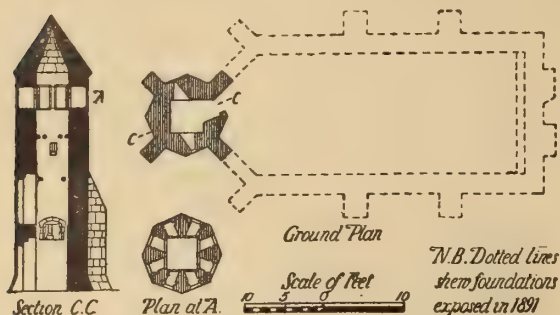 A
C
C
Ground Plan
Section C.C
Plan at A.
Scale of Feet
10 5 0 10
N.B. Dotted lines
shew foundations
exposed in 1891